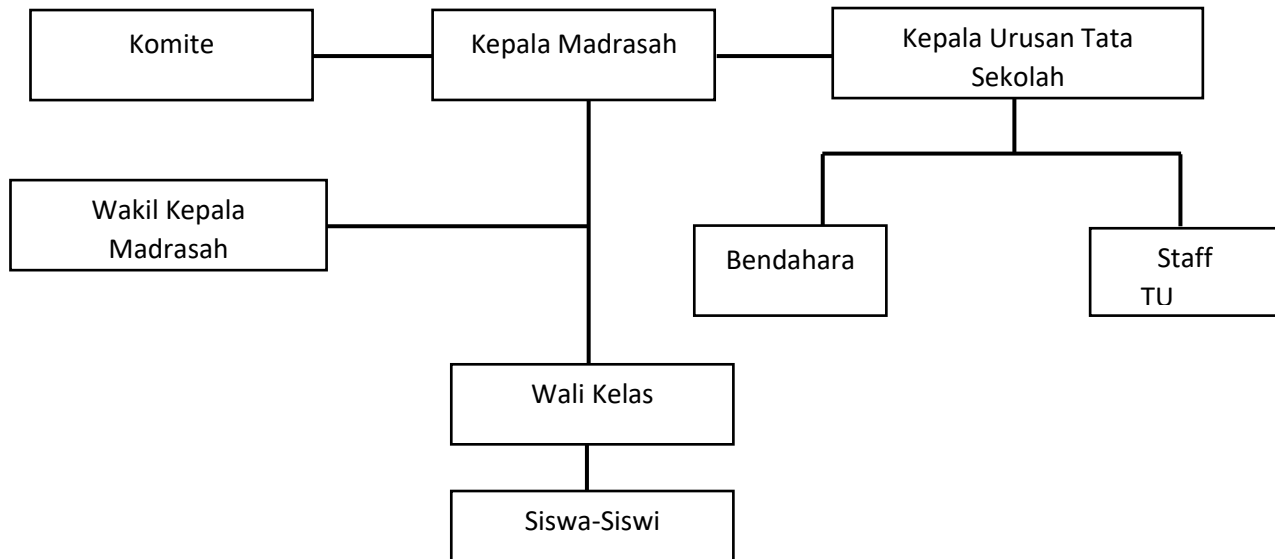 Komite
Kepala Madrasah
Kepala Urusan Tata
Sekolah
Wakil Kepala
Madrasah
Bendahara
Staff
TU
Wali Kelas
Siswa-Siswi